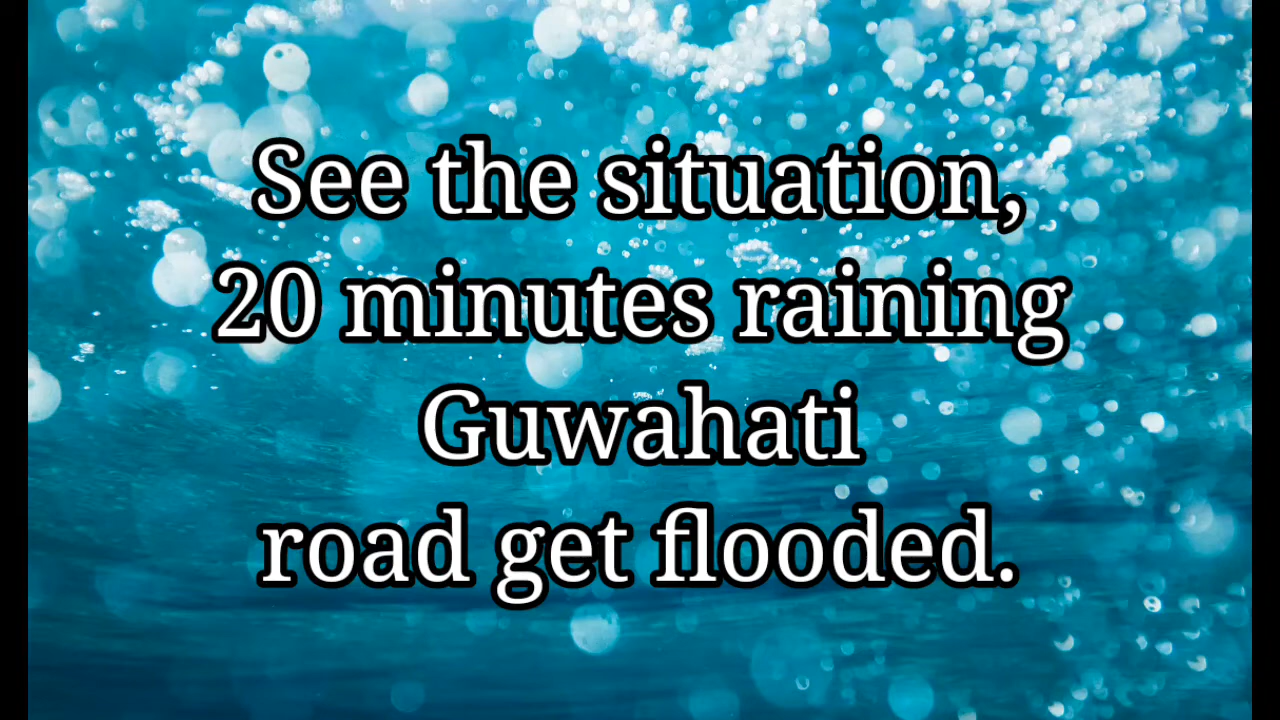 See the situation,
20 minutes raining
Guwahati
road get flooded.